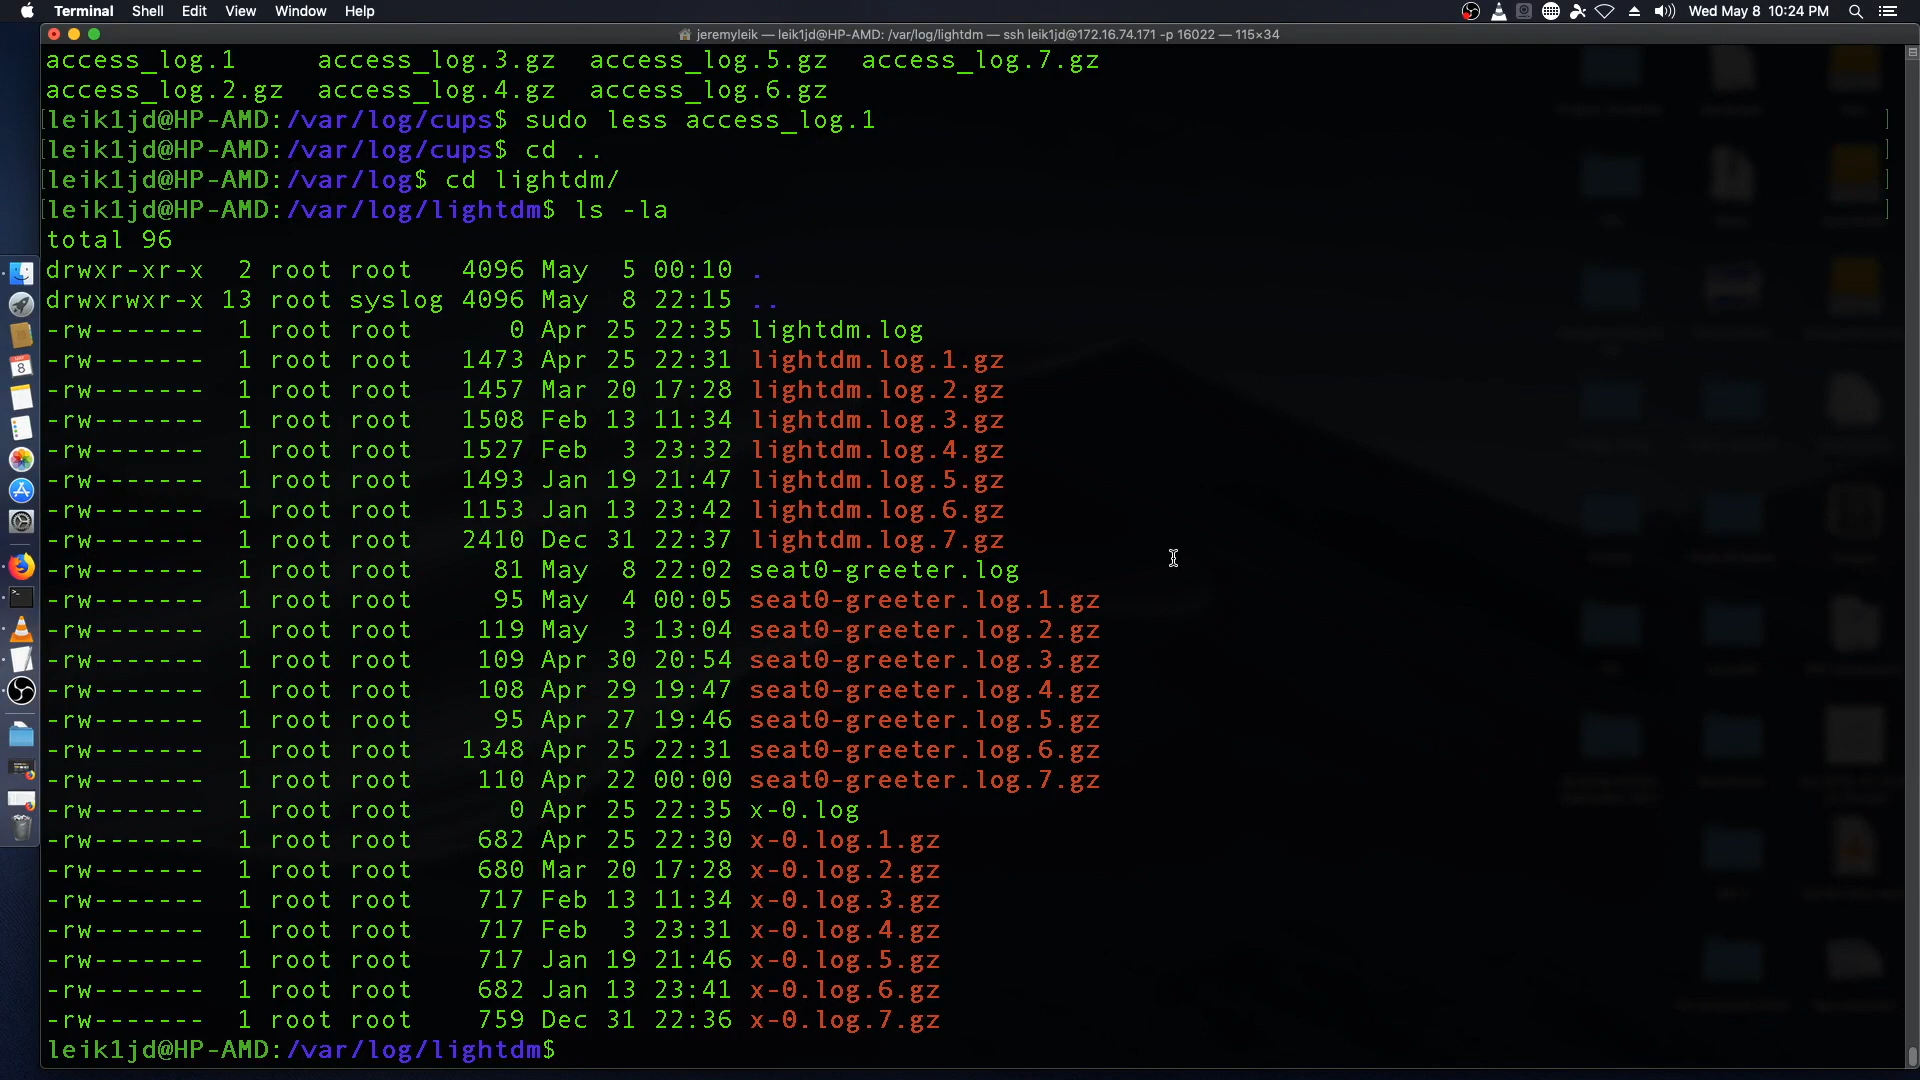 Terminal Shell Edit View Window Help Wed May 8 10:24 PM
jeremyleik — leik1jd@HP-AMD: /var/log/lightdm — ssh leik1jd@172.16.74.171 -p 16022 — 115×34
access_log.1 access_log.3.gz access_log.5.gz access_log.7.gz
access_log.2.gz access_log.4.gz access_log.6.gz
[leik1jd@HP-AMD:/var/log/cups$ sudo less access_log.1 ]
[leik1jd@HP-AMD:/var/log/cups$ cd .. ]
[leik1jd@HP-AMD:/var/log$ cd lightdm/ ]
[leik1jd@HP-AMD:/var/log/lightdm$ ls -la ]
total 96
drwxr-xr-x 2 root root 4096 May 5 00:10 .
drwxrwxr-x 13 root syslog 4096 May 8 22:15 ..
-rw------- 1 root root 0 Apr 25 22:35 lightdm.log
-rw------- 1 root root 1473 Apr 25 22:31 lightdm.log.1.gz
-rw------- 1 root root 1457 Mar 20 17:28 lightdm.log.2.gz
-rw------- 1 root root 1508 Feb 13 11:34 lightdm.log.3.gz
-rw------- 1 root root 1527 Feb 3 23:32 lightdm.log.4.gz
-rw------- 1 root root 1493 Jan 19 21:47 lightdm.log.5.gz
-rw------- 1 root root 1153 Jan 13 23:42 lightdm.log.6.gz
-rw------- 1 root root 2410 Dec 31 22:37 lightdm.log.7.gz
-rw------- 1 root root 81 May 8 22:02 seat0-greeter.log
-rw------- 1 root root 95 May 4 00:05 seat0-greeter.log.1.gz
-rw------- 1 root root 119 May 3 13:04 seat0-greeter.log.2.gz
-rw------- 1 root root 109 Apr 30 20:54 seat0-greeter.log.3.gz
-rw------- 1 root root 108 Apr 29 19:47 seat0-greeter.log.4.gz
-rw------- 1 root root 95 Apr 27 19:46 seat0-greeter.log.5.gz
-rw------- 1 root root 1348 Apr 25 22:31 seat0-greeter.log.6.gz
-rw------- 1 root root 110 Apr 22 00:00 seat0-greeter.log.7.gz
-rw------- 1 root root 0 Apr 25 22:35 x-0.log
-rw------- 1 root root 682 Apr 25 22:30 x-0.log.1.gz
-rw------- 1 root root 680 Mar 20 17:28 x-0.log.2.gz
-rw------- 1 root root 717 Feb 13 11:34 x-0.log.3.gz
-rw------- 1 root root 717 Feb 3 23:31 x-0.log.4.gz
-rw------- 1 root root 717 Jan 19 21:46 x-0.log.5.gz
-rw------- 1 root root 682 Jan 13 23:41 x-0.log.6.gz
-rw------- 1 root root 759 Dec 31 22:36 x-0.log.7.gz
leik1jd@HP-AMD:/var/log/lightdm$